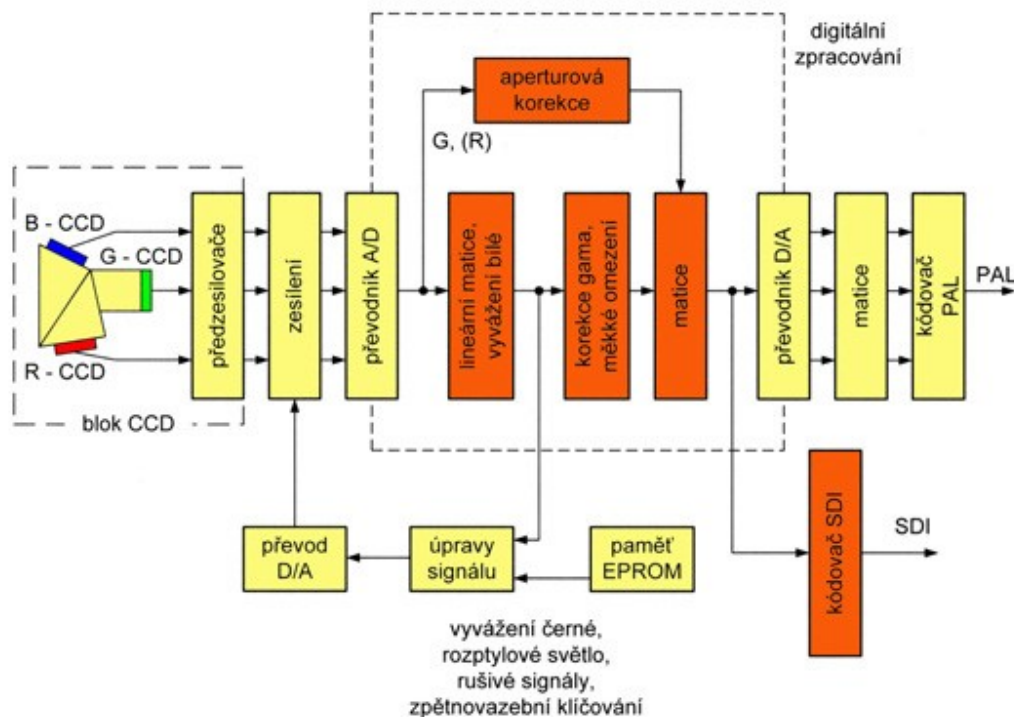 digitální
zpracování
aperturová
korekce
G, (R)
B - CCD
G - CCD
R - CCD
blok CCD
předzesilovače
zesílení
převodník A/D
lineární matice,
vyvážení bílé
korekce gama,
měkké omezení
matice
převodník D/A
matice
kódovač
PAL
PAL
převod
D/A
úpravy
signálu
paměť
EPROM
kódovač SDI
SDI
vyvážení černé,
rozptylové světlo,
rušivé signály,
zpětnovazební klíčování